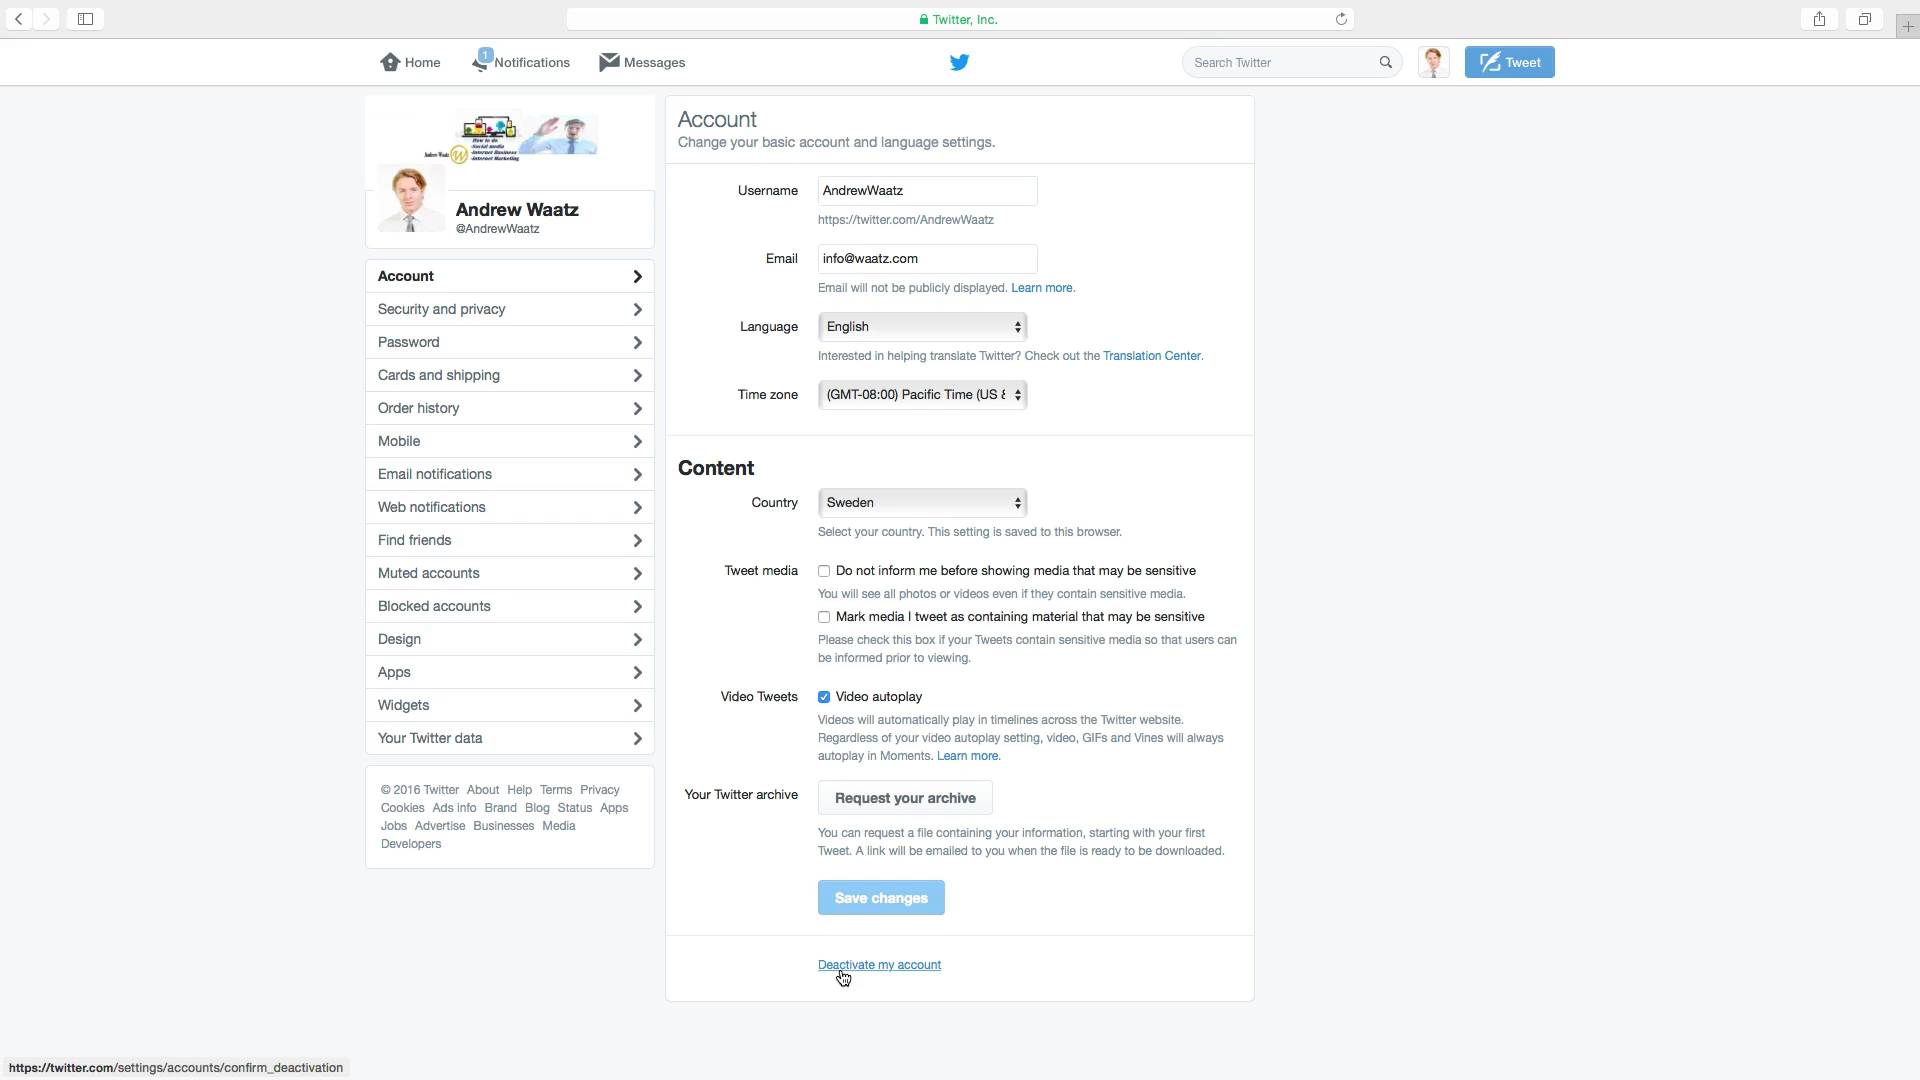 Twitter, Inc.
Home
1
Notifications
Messages
Search Twitter
Tweet
How to do
-Social media
-Internet Business
-Internet Marketing
Andrew Waatz
W
Andrew Waatz
@AndrewWaatz
Account
Security and privacy
Password
Cards and shipping
Order history
Mobile
Email notifications
Web notifications
Find friends
Muted accounts
Blocked accounts
Design
Apps
Widgets
Your Twitter data
© 2016 Twitter About Help Terms Privacy
Cookies Ads info Brand Blog Status Apps
Jobs Advertise Businesses Media
Developers
Account
Change your basic account and language settings.
Username AndrewWaatz
https://twitter.com/AndrewWaatz
Email info@waatz.com
Email will not be publicly displayed. Learn more.
Language English
Interested in helping translate Twitter? Check out the Translation Center.
Time zone (GMT-08:00) Pacific Time (US &
Content
Country Sweden
Select your country. This setting is saved to this browser.
Tweet media Do not inform me before showing media that may be sensitive
You will see all photos or videos even if they contain sensitive media.
Mark media I tweet as containing material that may be sensitive
Please check this box if your Tweets contain sensitive media so that users can
be informed prior to viewing.
Video Tweets Video autoplay
Videos will automatically play in timelines across the Twitter website.
Regardless of your video autoplay setting, video, GIFs and Vines will always
autoplay in Moments. Learn more.
Your Twitter archive Request your archive
You can request a file containing your information, starting with your first
Tweet. A link will be emailed to you when the file is ready to be downloaded.
Save changes
Deactivate my account
https://twitter.com/settings/accounts/confirm_deactivation